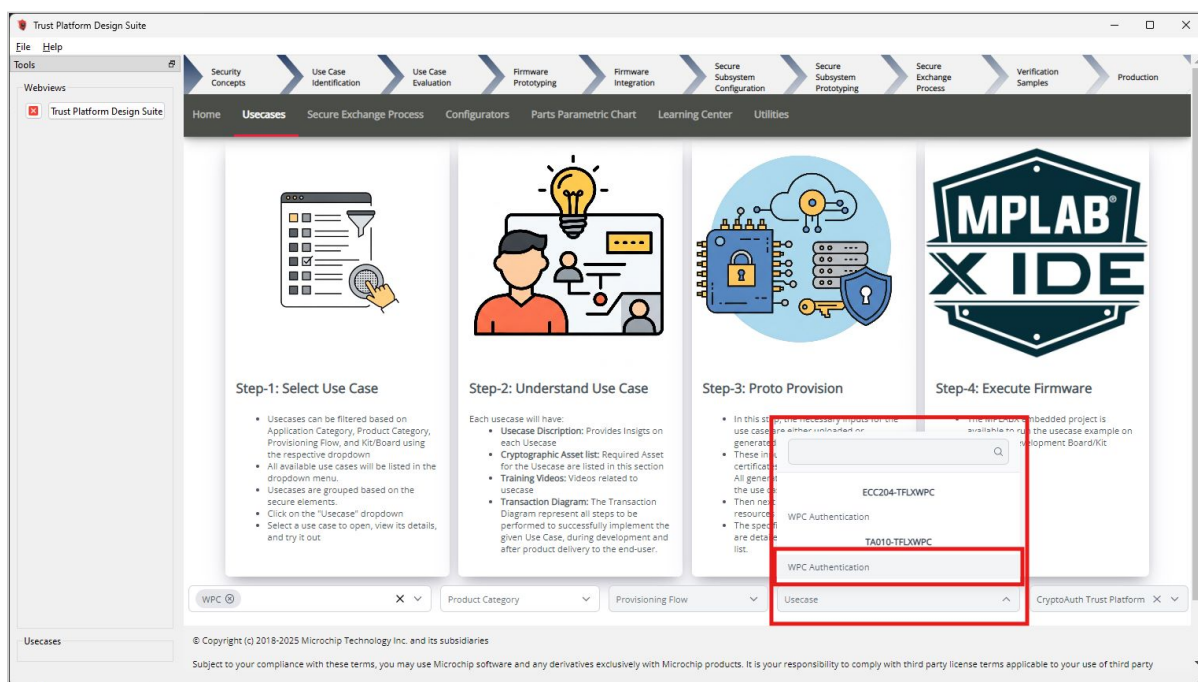 Trust Platform Design Suite
File Help
Tools
Webviews
Trust Platform Design Suite
Security
Concepts
Use Case
Identification
Use Case
Evaluation
Firmware
Prototyping
Firmware
Integration
Secure
Subsystem
Configuration
Secure
Subsystem
Prototyping
Secure
Exchange
Process
Verification
Samples
Production
Home Usecases Secure Exchange Process Configurators Parts Parametric Chart Learning Center Utilities
MPLAB®
X IDE
Step-1: Select Use Case
• Usecases can be filtered based on
Application Category, Product Category,
Provisioning Flow, and Kit/Board using
the respective dropdown
• All available use cases will be listed in the
dropdown menu.
• Usecases are grouped based on the
secure elements.
• Click on the "Usecase" dropdown
• Select a use case to open, view its details,
and try it out
Step-2: Understand Use Case
Each usecase will have:
• Usecase Discription: Provides Insigts on
each Usecase
• Cryptographic Asset list: Required Asset
for the Usecase are listed in this section
• Training Videos: Videos related to
usecase
• Transaction Diagram: The Transaction
Diagram represent all steps to be
performed to successfully implement the
given Use Case, during development and
after product delivery to the end-user.
Step-3: Proto Provision
• In this step, the necessary inputs for the
use case are either uploaded or
generated
• These
certificate
All
the use
• Then
resources
• The
are
list.
Step-4: Execute Firmware
• The MPLABX embedded project is
available to run the usecase example on
Board/Kit
ECC204-TFLXWPC
WPC Authentication
TA010-TFLXWPC
WPC Authentication
WPC
Product Category
Provisioning Flow
Usecase
CryptoAuth Trust Platform
Usecases
© Copyright (c) 2018-2025 Microchip Technology Inc. and its subsidiaries
Subject to your compliance with these terms, you may use Microchip software and any derivatives exclusively with Microchip products. It is your responsibility to comply with third party license terms applicable to your use of third party